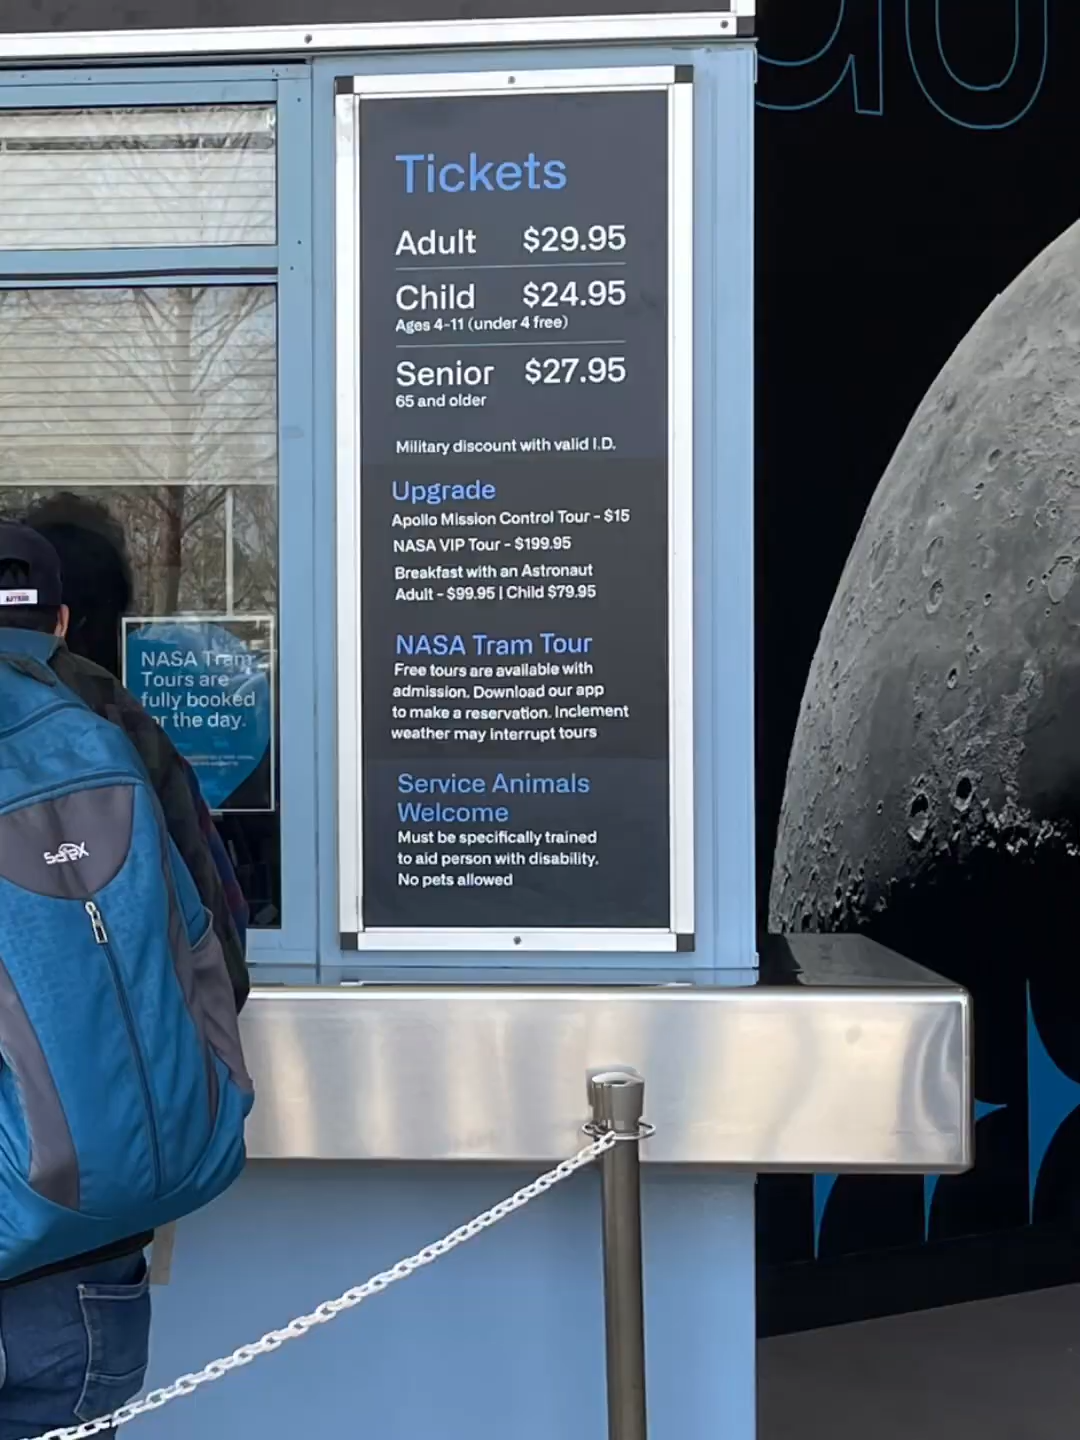 Tickets
Adult $29.95
Child $24.95
Ages 4-11 (under 4 free)
Senior $27.95
65 and older
Military discount with valid I.D.
Upgrade
Apollo Mission Control Tour - $15
NASA VIP Tour - $199.95
Breakfast with an Astronaut
Adult - $99.95 | Child $79.95
NASA Tram Tour
Free tours are available with
admission. Download our app
to make a reservation. Inclement
weather may interrupt tours
Service Animals
Welcome
Must be specifically trained
to aid person with disability.
No pets allowed
NASA Tram
Tours are
fully booked
or the day.